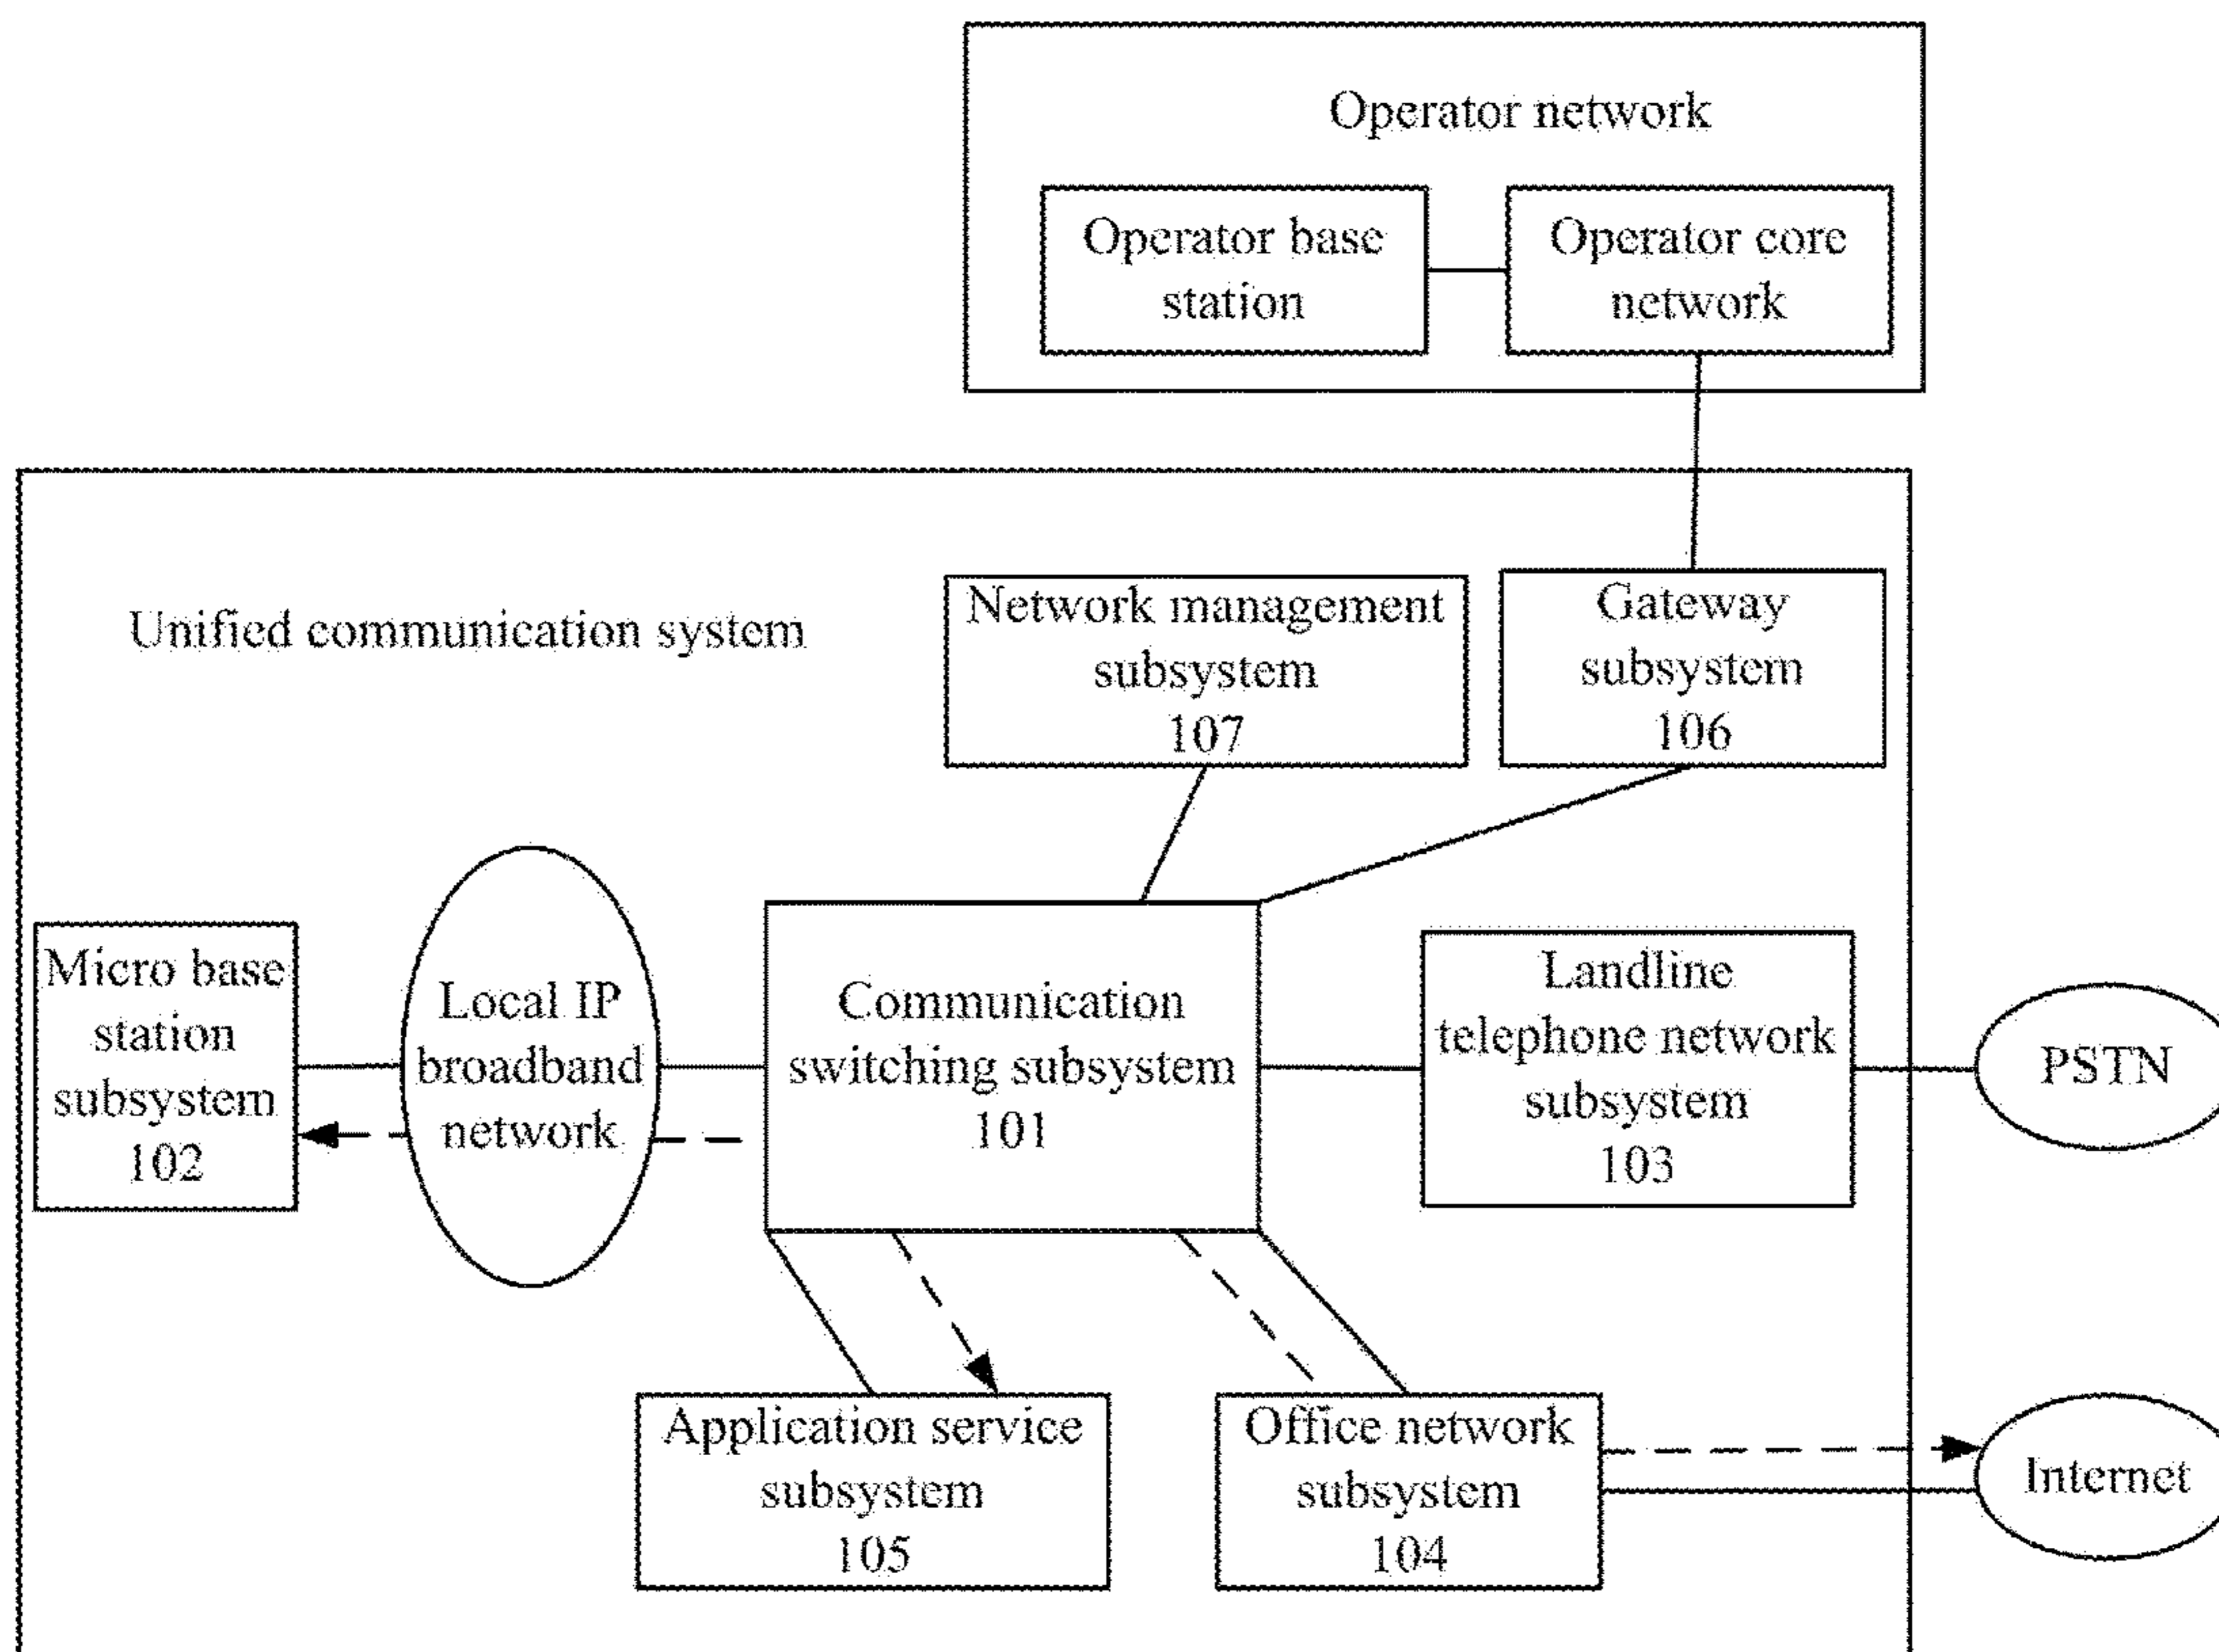 Operator network
Operator base
station
Operator core
network
Unified communication system
Network management
subsystem
107
Gateway
subsystem
106
Micro base
station
subsystem
102
Local IP
broadband
network
Communication
switching subsystem
101
Landline
telephone network
subsystem
103
PSTN
Application service
subsystem
105
Office network
subsystem
104
Internet